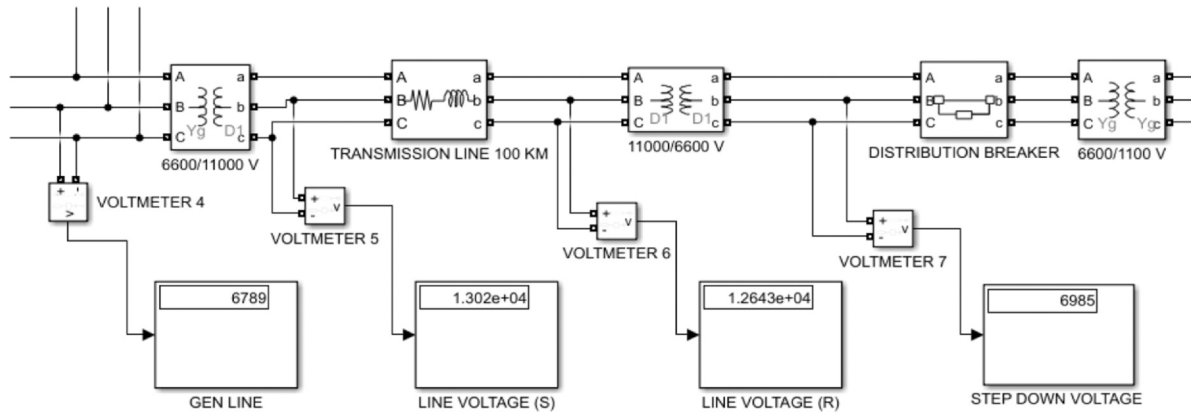 A a A a A a A a A a
B b B b B b B b B b
C c C c C c C c C c
Yg D1 D1 D1 Yg Yg
6600/11000 V TRANSMISSION LINE 100 KM 11000/6600 V DISTRIBUTION BREAKER 6600/1100 V
+ -
v
VOLTMETER 4
+
- v
VOLTMETER 5
+
- v
VOLTMETER 6
+
- v
VOLTMETER 7
6789
GEN LINE
1.302e+04
LINE VOLTAGE (S)
1.2643e+04
LINE VOLTAGE (R)
6985
STEP DOWN VOLTAGE